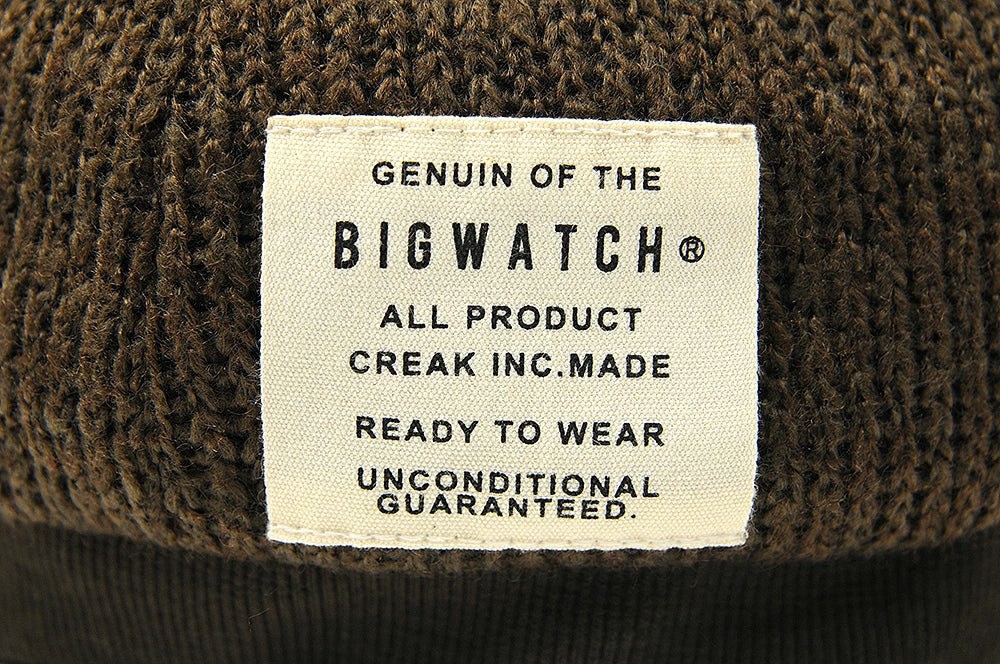 GENUIN OF THE
BIGWATCH®
ALL PRODUCT
CREAK INC.MADE
READY TO WEAR
UNCONDITIONAL
GUARANTEED.